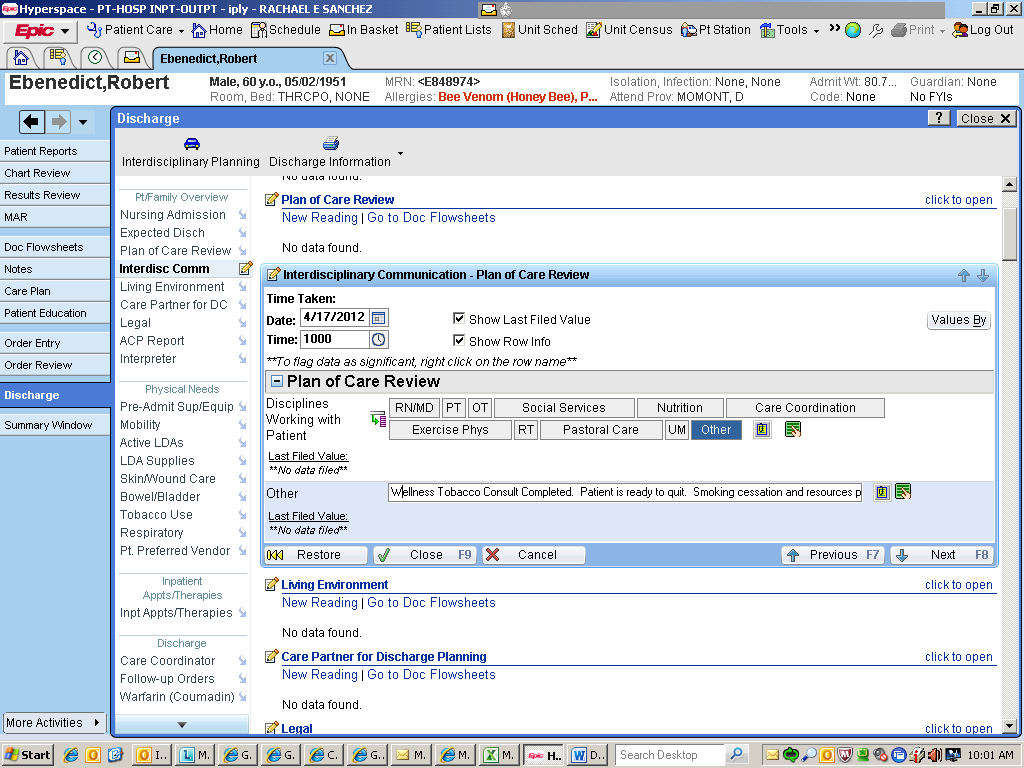 Hyperspace - PT-HOSP INPT-OUTPT - iply - RACHAEL E SANCHEZ
Epic Patient Care Home Schedule In Basket Patient Lists Unit Sched Unit Census Pt Station Tools Print Log Out
Ebenedict,Robert
Ebenedict,Robert Male, 60 y.o., 05/02/1951 MRN: <E848974> Isolation, Infection: None, None Admit Wt: 80.7... Guardian: None
Room, Bed: THRCPO, NONE Allergies: Bee Venom (Honey Bee), P... Attend Prov: MOMONT, D Code: None No FYIs
Discharge ? Close
Patient Reports
Chart Review
Results Review
MAR
Doc Flowsheets
Notes
Care Plan
Patient Education
Order Entry
Order Review
Discharge
Summary Window
More Activities
Interdisciplinary Planning Discharge Information
Pt/Family Overview
Nursing Admission
Expected Disch
Plan of Care Review
Interdisc Comm
Living Environment
Care Partner for DC
Legal
ACP Report
Interpreter
Physical Needs
Pre-Admit Sup/Equip
Mobility
Active LDAs
LDA Supplies
Skin/Wound Care
Bowel/Bladder
Tobacco Use
Respiratory
Pt. Preferred Vendor
Inpatient
Appts/Therapies
Inpt Appts/Therapies
Discharge
Care Coordinator
Follow-up Orders
Warfarin (Coumadin)
No data found.
Plan of Care Review click to open
New Reading | Go to Doc Flowsheets
No data found.
Interdisciplinary Communication - Plan of Care Review
Time Taken:
Date: 4/17/2012 Show Last Filed Value Values By
Time: 1000 Show Row Info
**To flag data as significant, right click on the row name**
Plan of Care Review
Disciplines
Working with
Patient
RN/MD PT OT Social Services Nutrition Care Coordination
Exercise Phys RT Pastoral Care UM Other
Last Filed Value:
**No data filed**
Other Wellness Tobacco Consult Completed. Patient is ready to quit. Smoking cessation and resources p
Last Filed Value:
**No data filed**
Restore Close F9 Cancel Previous F7 Next F8
Living Environment click to open
New Reading | Go to Doc Flowsheets
No data found.
Care Partner for Discharge Planning click to open
New Reading | Go to Doc Flowsheets
No data found.
Legal click to open
Start I.. M. G. G. C. G.. M. M. M. H.. D.. Search Desktop 10:01 AM